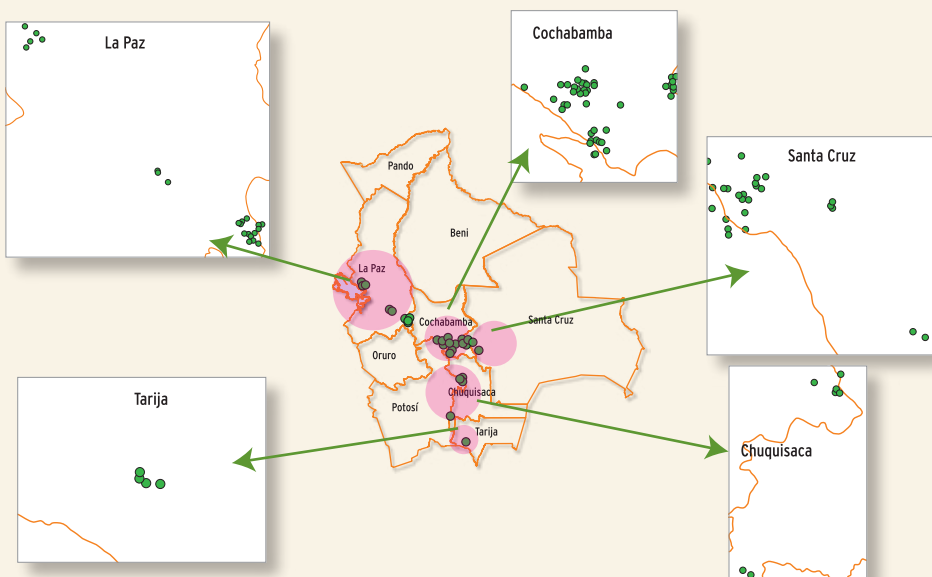 La Paz
Cochabamba
Santa Cruz
Pando
Beni
La Paz
Cochabamba
Santa Cruz
Oruro
Tarija
Potosí
Chuquisaca
Tarija
Chuquisaca